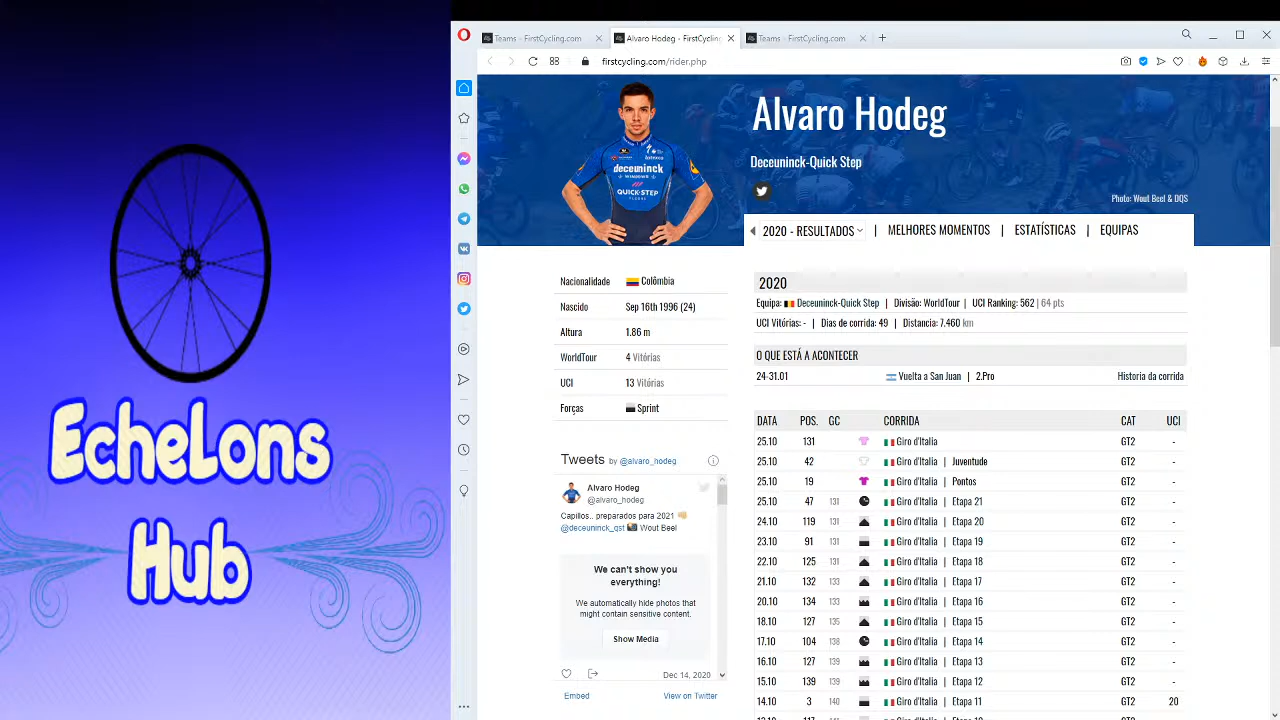 EcheLons
Hub
Teams - FirstCycling.com
Alvaro Hodeg - FirstCycling
Teams - FirstCycling.com
firstcycling.com/rider.php
Alvaro Hodeg
Deceuninck-Quick Step
Photo: Wout Beel & DQS
deceuninck
QUICK-STEP
2020 - RESULTADOS | MELHORES MOMENTOS | ESTATÍSTICAS | EQUIPAS
Nacionalidade Colômbia
Nascido Sep 16th 1996 (24)
Altura 1.86 m
WorldTour 4 Vitórias
UCI 13 Vitórias
Forças Sprint
Tweets by @alvaro_hodeg
Alvaro Hodeg
@alvaro_hodeg
Capillos.. preparados para 2021
@deceuninck_qst Wout Beel
We can't show you
everything!
We automatically hide photos that
might contain sensitive content.
Show Media
Dec 14, 2020
Embed View on Twitter
2020
Equipa: Deceuninck-Quick Step | Divisão: WorldTour | UCI Ranking: 562 | 64 pts
UCI Vitórias: - | Dias de corrida: 49 | Distancia: 7.460 km
O QUE ESTÁ A ACONTECER
24-31.01 Vuelta a San Juan | 2.Pro Historia da corrida
DATA POS. GC CORRIDA CAT UCI
25.10 131 Giro d'Italia GT2 -
25.10 42 Giro d'Italia | Juventude GT2 -
25.10 19 Giro d'Italia | Pontos GT2 -
25.10 47 131 Giro d'Italia | Etapa 21 GT2 -
24.10 119 131 Giro d'Italia | Etapa 20 GT2 -
23.10 91 131 Giro d'Italia | Etapa 19 GT2 -
22.10 125 131 Giro d'Italia | Etapa 18 GT2 -
21.10 132 133 Giro d'Italia | Etapa 17 GT2 -
20.10 134 133 Giro d'Italia | Etapa 16 GT2 -
18.10 127 135 Giro d'Italia | Etapa 15 GT2 -
17.10 104 138 Giro d'Italia | Etapa 14 GT2 -
16.10 127 139 Giro d'Italia | Etapa 13 GT2 -
15.10 139 139 Giro d'Italia | Etapa 12 GT2 -
14.10 3 140 Giro d'Italia | Etapa 11 GT2 20